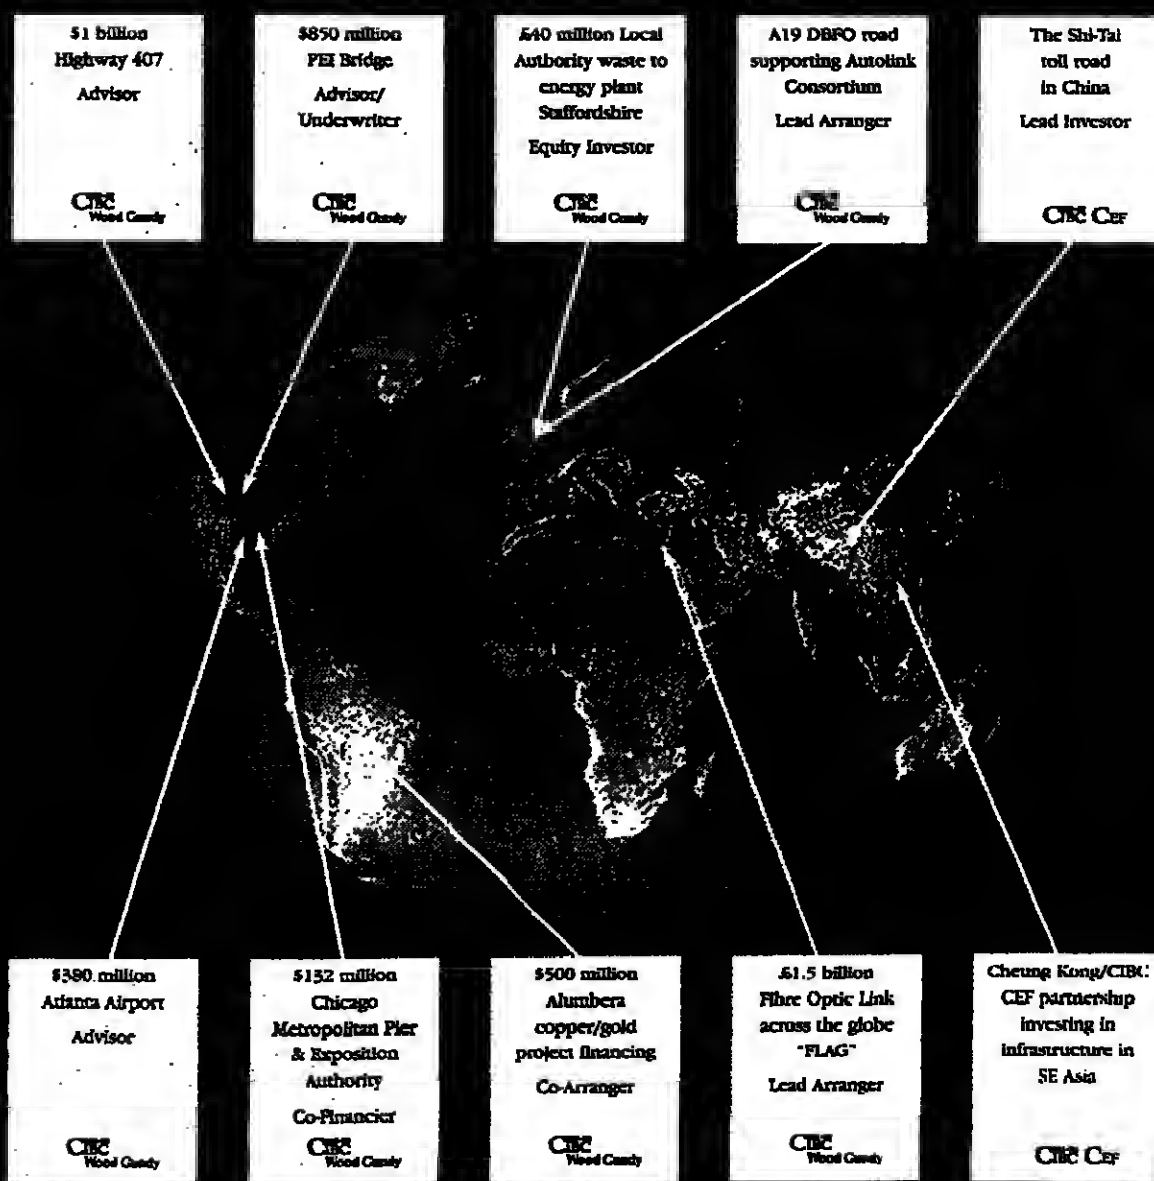 $1 billion
Highway 407
Advisor
CIBC
Wood Gundy
$850 million
PEI Bridge
Advisor/
Underwriter
CIBC
Wood Gundy
£40 million Local
Authority waste to
energy plant
Staffordshire
Equity Investor
CIBC
Wood Gundy
A19 DBFO road
supporting Autolink
Consortium
Lead Arranger
CIBC
Wood Gundy
The Shi-Tai
toll road
in China
Lead Investor
CIBC CEF
$380 million
Atlanta Airport
Advisor
CIBC
Wood Gundy
$132 million
Chicago
Metropolitan Pier
& Exposition
Authority
Co-Financier
CIBC
Wood Gundy
$500 million
Alumbera
copper/gold
project financing
Co-Arranger
CIBC
Wood Gundy
£1.5 billion
Fibre Optic Link
across the globe
"FLAG"
Lead Arranger
CIBC
Wood Gundy
Cheung Kong/CIBC
CEF partnership
investing in
infrastructure in
SE Asia
CIBC CEF